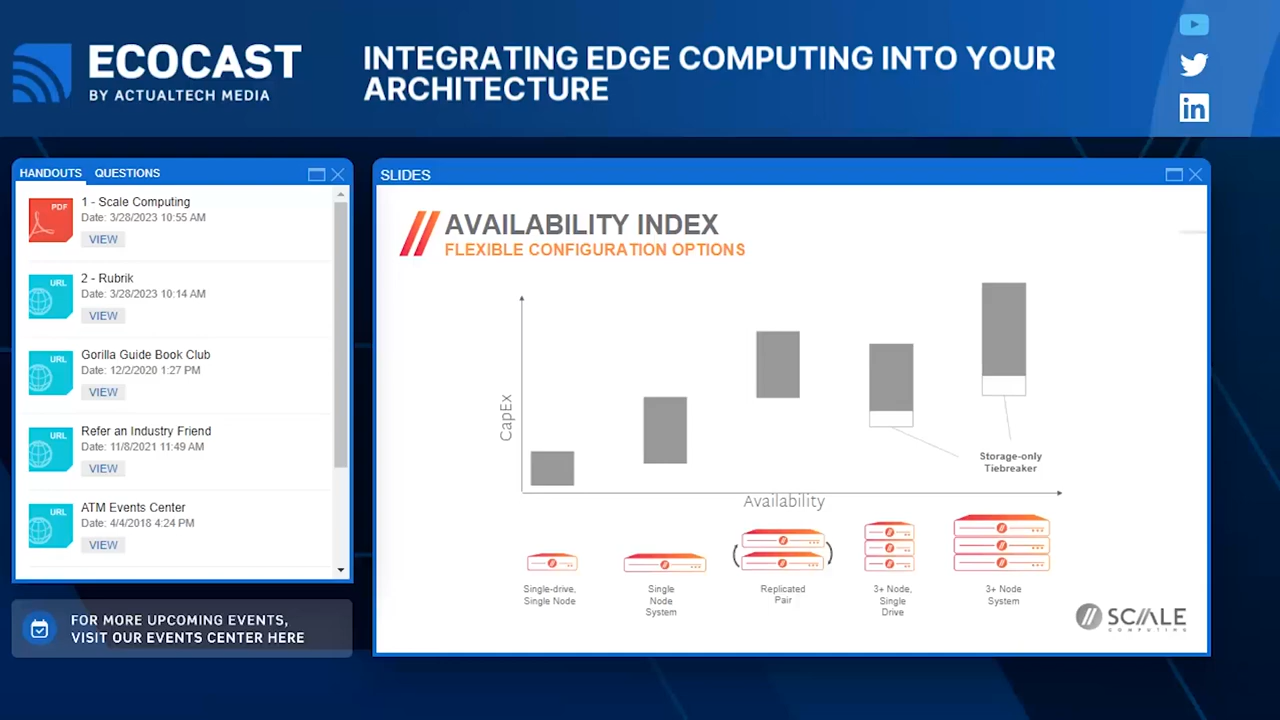 ECOCAST
BY ACTUALTECH MEDIA
INTEGRATING EDGE COMPUTING INTO YOUR
ARCHITECTURE
in
HANDOUTS QUESTIONS
PDF
1 - Scale Computing
Date: 3/28/2023 10:55 AM
VIEW
URL
2 - Rubrik
Date: 3/28/2023 10:14 AM
VIEW
URL
Gorilla Guide Book Club
Date: 12/2/2020 1:27 PM
VIEW
URL
Refer an Industry Friend
Date: 11/8/2021 11:49 AM
VIEW
URL
ATM Events Center
Date: 4/4/2018 4:24 PM
VIEW
FOR MORE UPCOMING EVENTS,
VISIT OUR EVENTS CENTER HERE
SLIDES
AVAILABILITY INDEX
FLEXIBLE CONFIGURATION OPTIONS
CapEx
Storage-only
Tiebreaker
Availability
Single-drive,
Single Node
Single
Node
System
Replicated
Pair
3+ Node,
Single
Drive
3+ Node
System
SCALE
COMPUTING